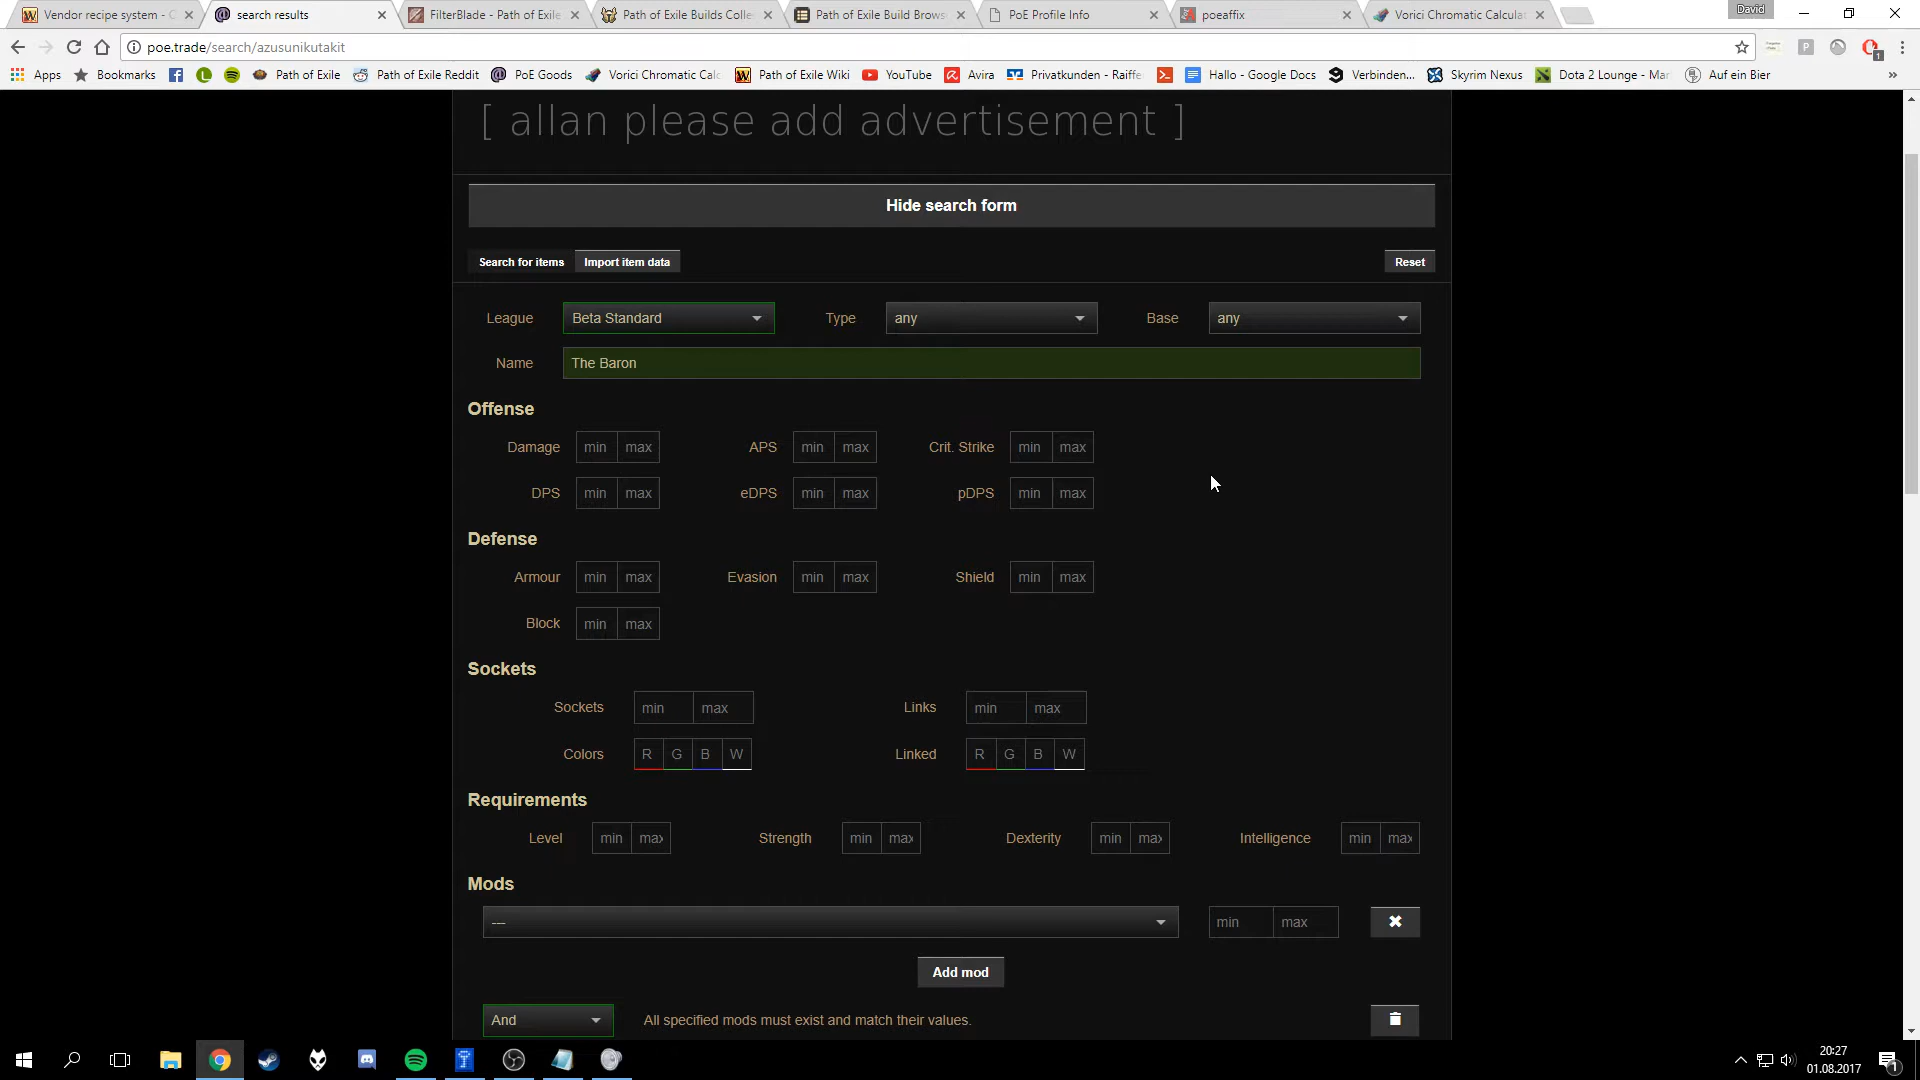 Vendor recipe system - O
search results
FilterBlade - Path of Exile
Path of Exile Builds Colle
Path of Exile Build Brows
PoE Profile Info
poeaffix
Vorici Chromatic Calculat
David
poe.trade/search/azusunikutakit
Apps Bookmarks Path of Exile Path of Exile Reddit PoE Goods Vorici Chromatic Calc Path of Exile Wiki YouTube Avira Privatkunden - Raiffe Hallo - Google Docs Verbinden... Skyrim Nexus Dota 2 Lounge - Mar Auf ein Bier »
[ allan please add advertisement ]
Hide search form
Search for items Import item data Reset
League Beta Standard Type any Base any
Name The Baron
Offense
Damage min max APS min max Crit. Strike min max
DPS min max eDPS min max pDPS min max
Defense
Armour min max Evasion min max Shield min max
Block min max
Sockets
Sockets min max Links min max
Colors R G B W Linked R G B W
Requirements
Level min max Strength min max Dexterity min max Intelligence min max
Mods
--- min max
Add mod
And All specified mods must exist and match their values.
20:27
01.08.2017